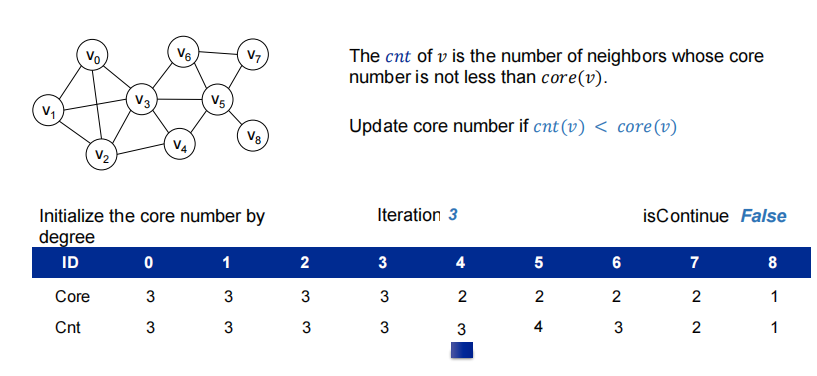 V0
V6
V7
V1
V3
V5
V2
V4
V8
The cnt of v is the number of neighbors whose core
number is not less than core(v).
Update core number if cnt(v) < core(v)
Initialize the core number by
degree
Iteration 3
isContinue False
ID 0 1 2 3 4 5 6 7 8
Core 3 3 3 3 2 2 2 2 1
Cnt 3 3 3 3 3 4 3 2 1